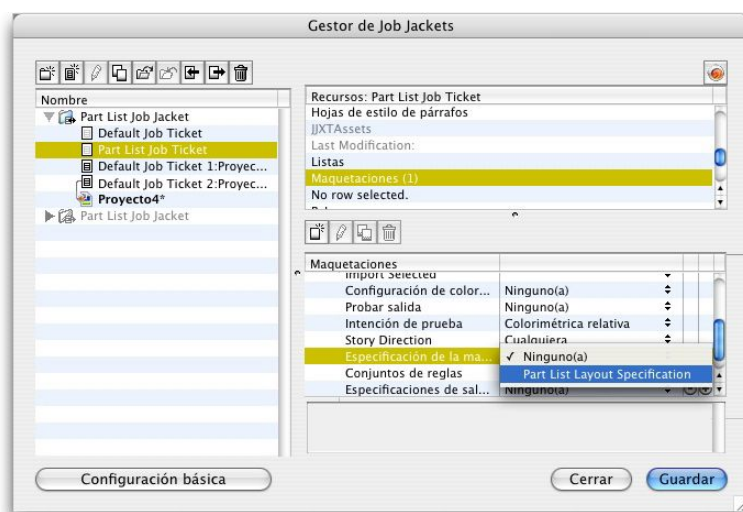 Gestor de Job Jackets
Nombre
Part List Job Jacket
Default Job Ticket
Part List Job Ticket
Default Job Ticket 1:Proyec...
Default Job Ticket 2:Proyec...
Proyecto4*
Part List Job Jacket
Recursos: Part List Job Ticket
Hojas de estilo de párrafos
JJXTAssets
Last Modification:
Listas
Maquetaciones (1)
No row selected.
Maquetaciones
Import Selected
Configuración de color... Ninguno(a)
Probar salida Ninguno(a)
Intención de prueba Colorimétrica relativa
Story Direction Cualquiera
Especificación de la ma... ✓ Ninguno(a)
Conjuntos de reglas Part List Layout Specification
Especificaciones de sal... Ninguno(a)
Configuración básica
Cerrar Guardar